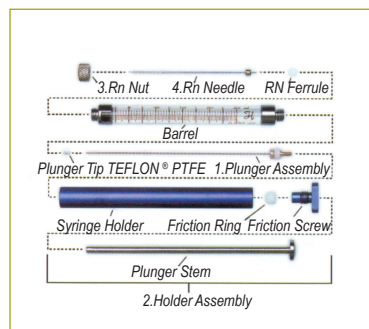 3.Rn Nut 4.Rn Needle RN Ferrule
Barrel
Plunger Tip TEFLON® PTFE 1.Plunger Assembly
Syringe Holder Friction Ring Friction Screw
Plunger Stem
2.Holder Assembly